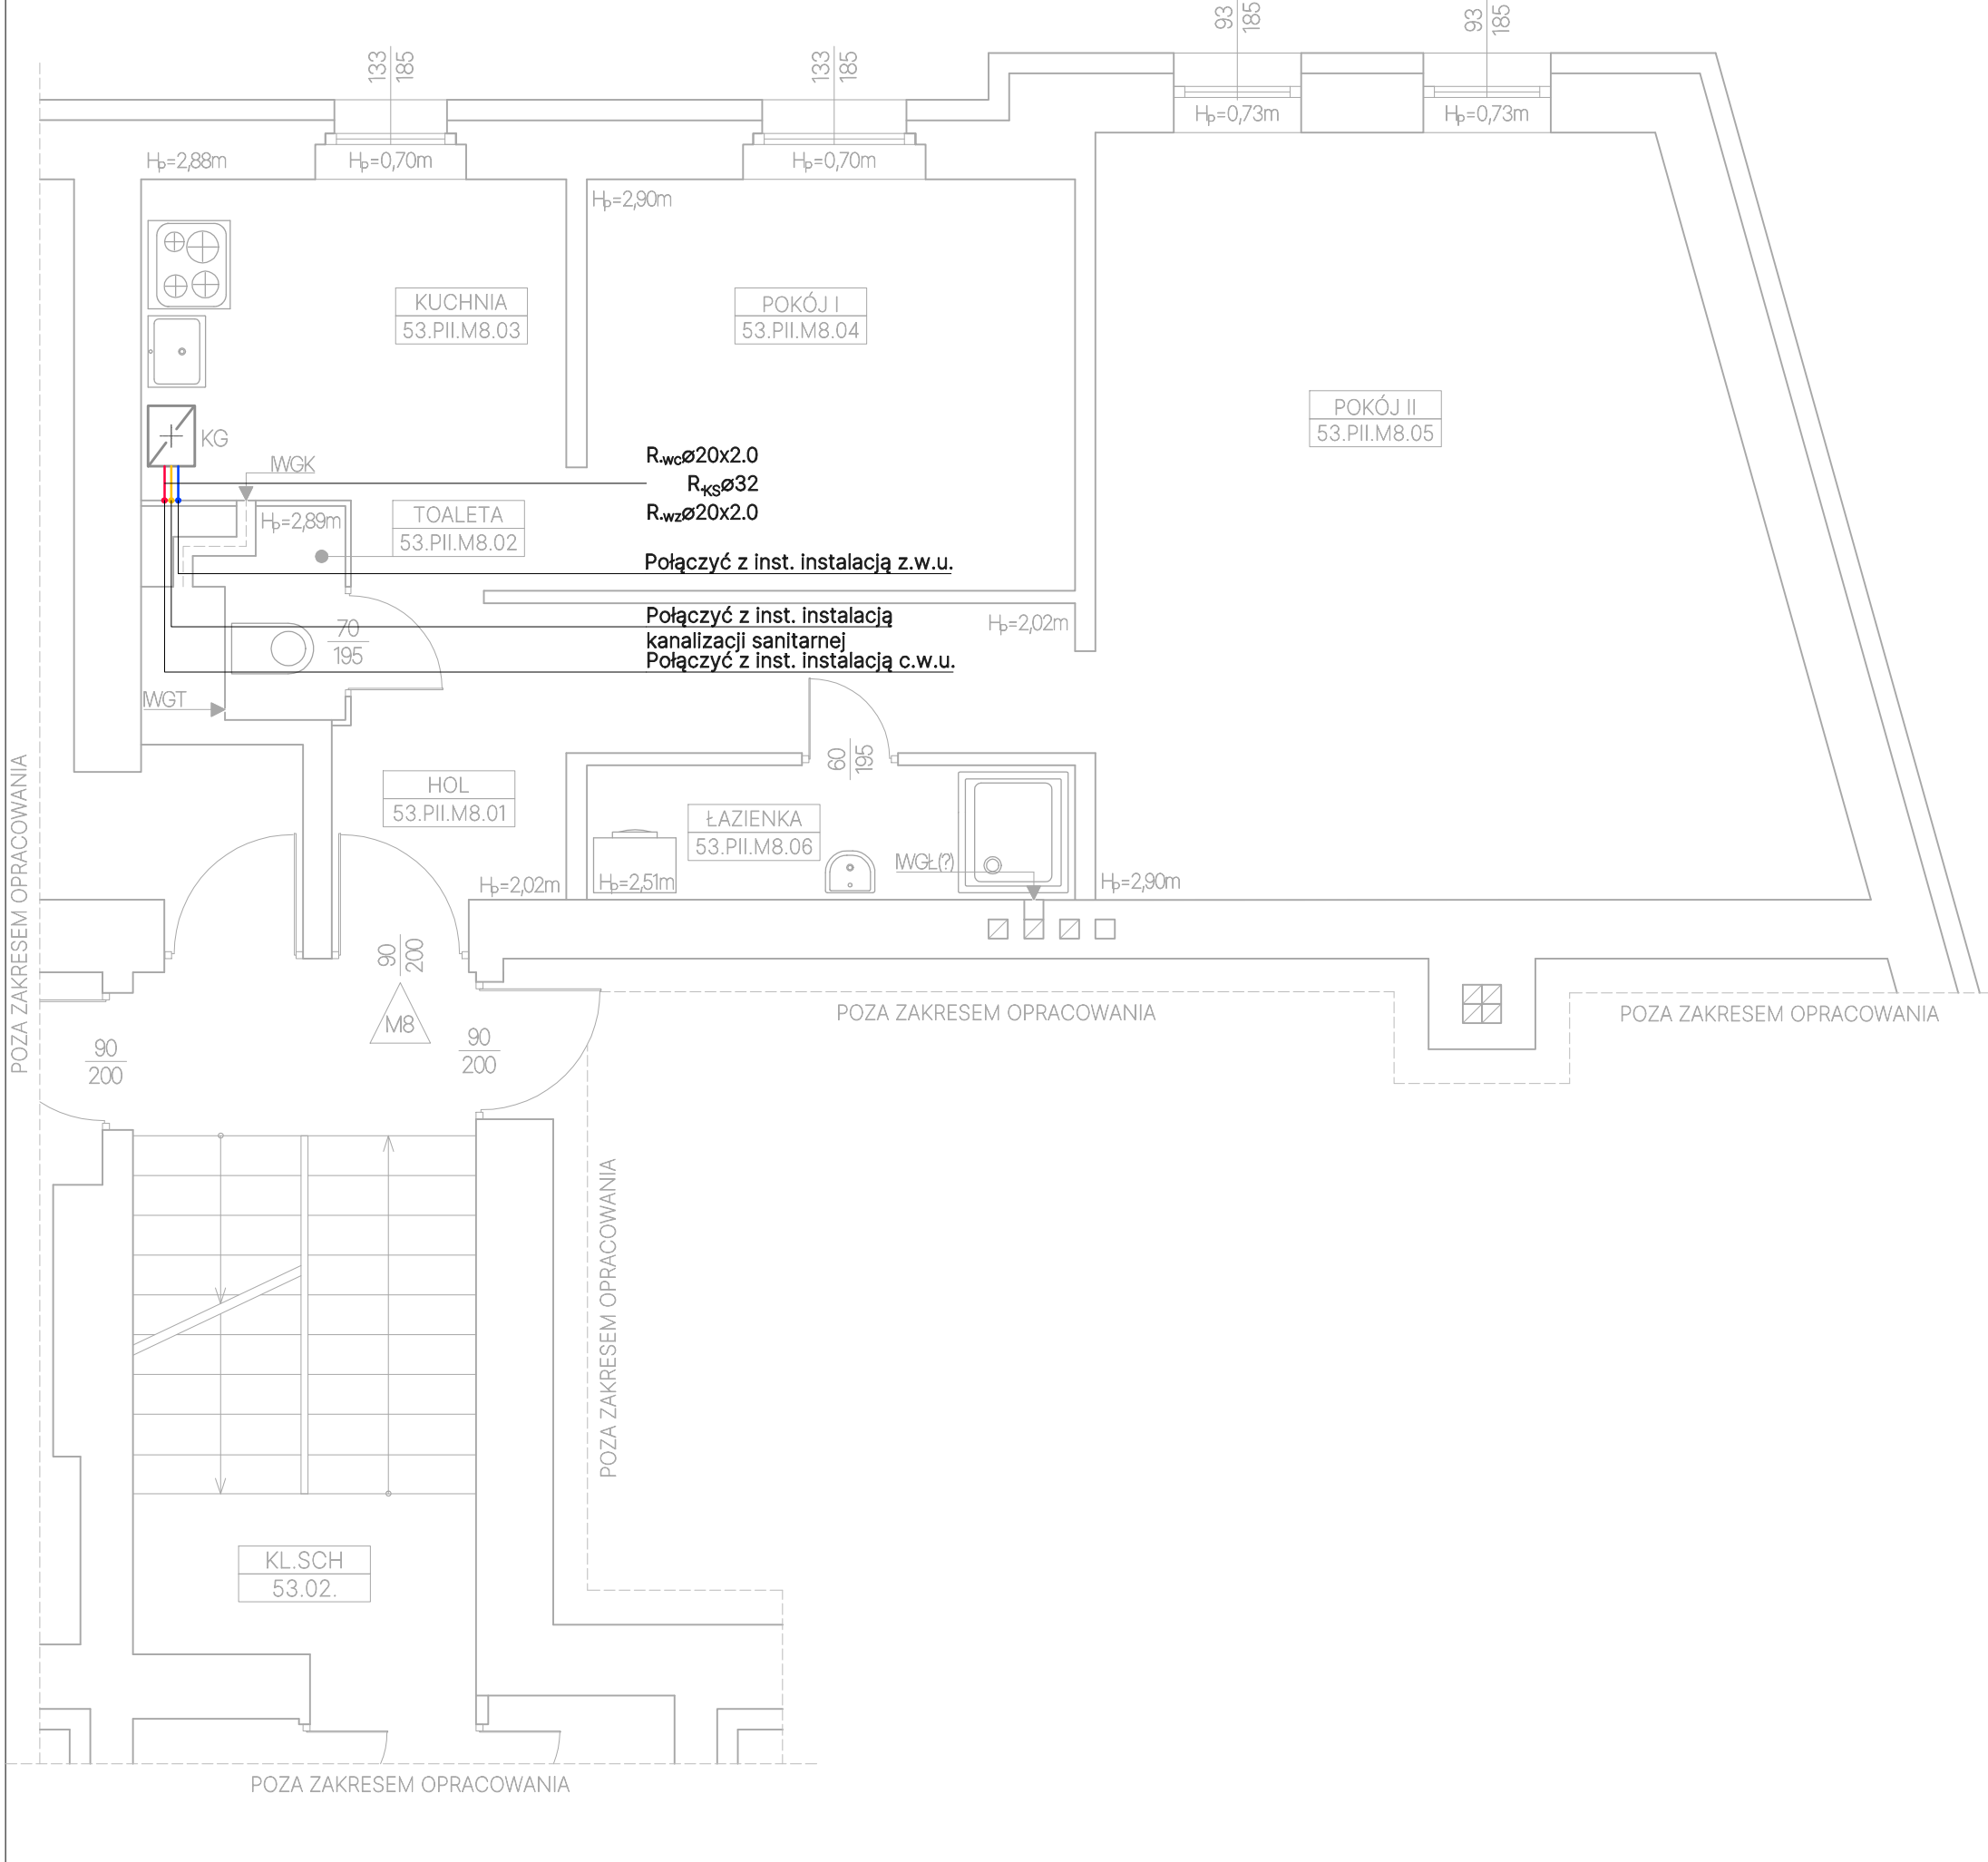 93
185
93
185
133
185
133
185
Hp=0,73m
Hp=0,73m
Hp=2,88m
Hp=0,70m
Hp=0,70m
Hp=2,90m
KUCHNIA
53.PII.M8.03
POKÓJ I
53.PII.M8.04
POKÓJ II
53.PII.M8.05
KG
IWGK
R.wcø20x2.0
R.KSø32
R.wzø20x2.0
Hp=2,89m
TOALETA
53.PII.M8.02
Połączyć z inst. instalacją z.w.u.
Połączyć z inst. instalacją
kanalizacji sanitarnej
Połączyć z inst. instalacją c.w.u.
Hp=2,02m
70
195
IWGT
60
195
HOL
53.PII.M8.01
ŁAZIENKA
53.PII.M8.06
IWGŁ(?)
Hp=2,02m
Hp=2,51m
Hp=2,90m
POZA ZAKRESEM OPRACOWANIA
90
200
M8
90
200
90
200
POZA ZAKRESEM OPRACOWANIA
POZA ZAKRESEM OPRACOWANIA
POZA ZAKRESEM OPRACOWANIA
KL.SCH
53.02.
POZA ZAKRESEM OPRACOWANIA